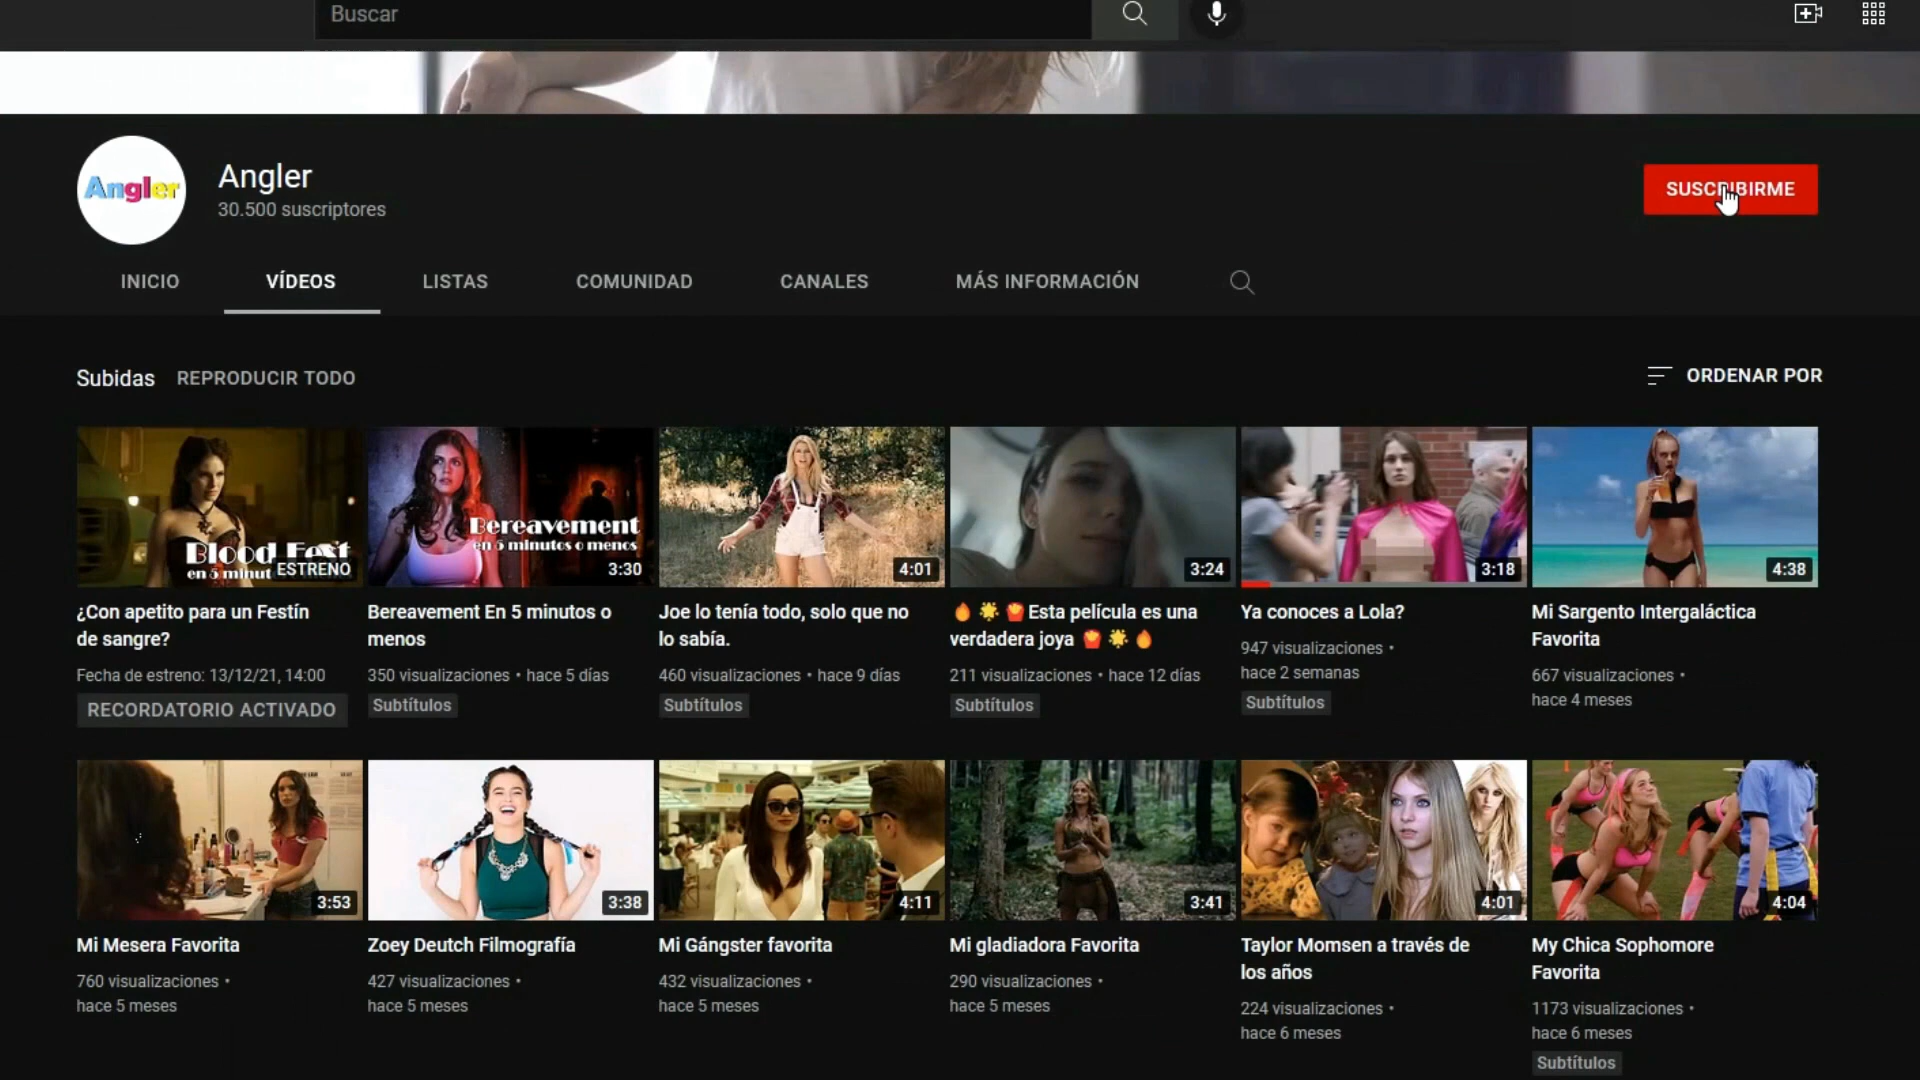 Buscar
Angler
Angler
30.500 suscriptores
SUSCRIBIRME
INICIO
VÍDEOS
LISTAS
COMUNIDAD
CANALES
MÁS INFORMACIÓN
Subidas
REPRODUCIR TODO
ORDENAR POR
Blood Fest
en 5 minut
ESTRENO
¿Con apetito para un Festín
de sangre?
Fecha de estreno: 13/12/21, 14:00
RECORDATORIO ACTIVADO
Bereavement
en 5 minutos o menos
3:30
Bereavement En 5 minutos o
menos
350 visualizaciones • hace 5 días
Subtítulos
4:01
Joe lo tenía todo, solo que no
lo sabía.
460 visualizaciones • hace 9 días
Subtítulos
3:24
🔥 🌟 🍟Esta película es una
verdadera joya 🍟 🌟 🔥
211 visualizaciones • hace 12 días
Subtítulos
3:18
Ya conoces a Lola?
947 visualizaciones •
hace 2 semanas
Subtítulos
4:38
Mi Sargento Intergaláctica
Favorita
667 visualizaciones •
hace 4 meses
3:53
Mi Mesera Favorita
760 visualizaciones •
hace 5 meses
3:38
Zoey Deutch Filmografía
427 visualizaciones •
hace 5 meses
4:11
Mi Gángster favorita
432 visualizaciones •
hace 5 meses
3:41
Mi gladiadora Favorita
290 visualizaciones •
hace 5 meses
4:01
Taylor Momsen a través de
los años
224 visualizaciones •
hace 6 meses
4:04
My Chica Sophomore
Favorita
1173 visualizaciones •
hace 6 meses
Subtítulos